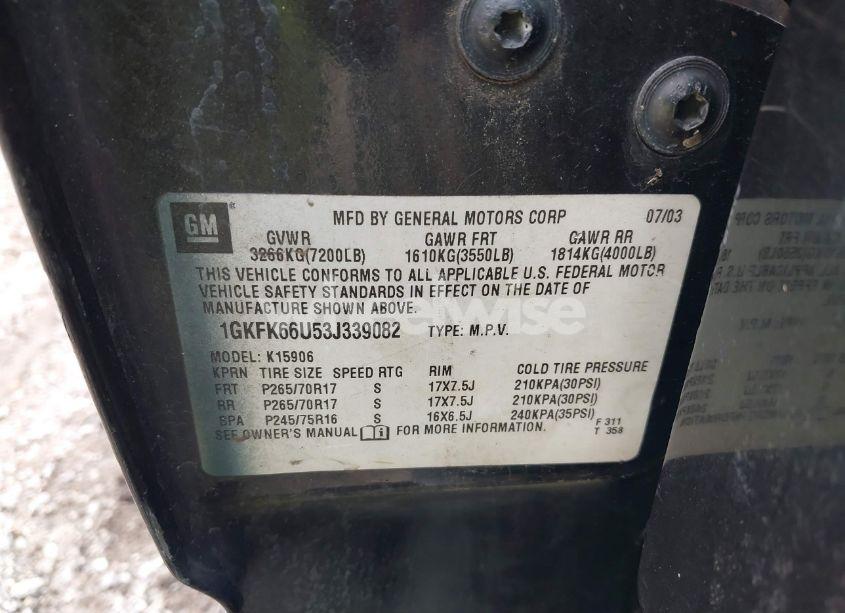 GM
MFD BY GENERAL MOTORS CORP 07/03
GVWR GAWR FRT GAWR RR
3266KG(7200LB) 1610KG(3550LB) 1814KG(4000LB)
THIS VEHICLE CONFORMS TO ALL APPLICABLE U.S. FEDERAL MOTOR
VEHICLE SAFETY STANDARDS IN EFFECT ON THE DATE OF
MANUFACTURE SHOWN ABOVE.
1GKFK66U53J339082 TYPE: M.P.V.
MODEL: K15906
KPRN TIRE SIZE SPEED RTG RIM COLD TIRE PRESSURE
FRT P265/70R17 S 17X7.5J 210KPA(30PSI)
RR P265/70R17 S 17X7.5J 210KPA(30PSI)
SPA P245/75R16 S 16X6.5J 240KPA(35PSI)
SEE OWNER'S MANUAL FOR MORE INFORMATION.
F 311
T 358